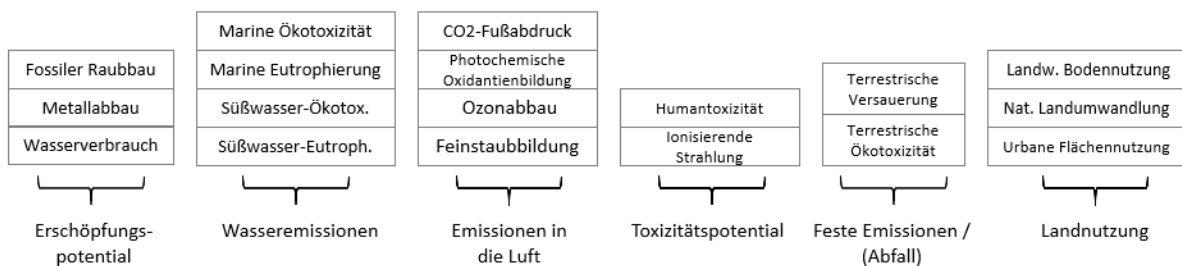 Fossiler Raubbau
Metallabbau
Wasserverbrauch
Erschöpfungs-
potential
Marine Ökotoxizität
Marine Eutrophierung
Süßwasser-Ökotox.
Süßwasser-Eutroph.
Wasseremissionen
CO2-Fußabdruck
Photochemische
Oxidantienbildung
Ozonabbau
Feinstaubbildung
Emissionen in
die Luft
Humantoxizität
Ionisierende
Strahlung
Toxizitätspotential
Terrestrische
Versauerung
Terrestrische
Ökotoxizität
Feste Emissionen /
(Abfall)
Landw. Bodennutzung
Nat. Landumwandlung
Urbane Flächennutzung
Landnutzung